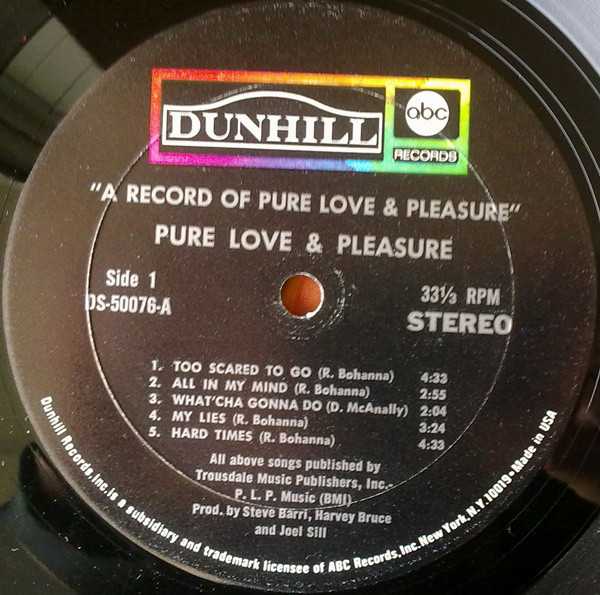 DUNHILL
abc
RECORDS
"A RECORD OF PURE LOVE & PLEASURE"
PURE LOVE & PLEASURE
Side 1
DS-50076-A
33⅓ RPM
STEREO
1. TOO SCARED TO GO (R. Bohanna) 4:33
2. ALL IN MY MIND (R. Bohanna) 2:55
3. WHAT'CHA GONNA DO (D. McAnally) 2:04
4. MY LIES (R. Bohanna) 3:24
5. HARD TIMES (R. Bohanna) 4:33
All above songs published by
Trousdale Music Publishers, Inc.-
P. L. P. Music (BMI)
Prod. by Steve Barri, Harvey Bruce
and Joel Sill
Dunhill Records, Inc. is a subsidiary and trademark licensee of ABC Records, Inc. New York, N.Y. 10019 • Made in USA